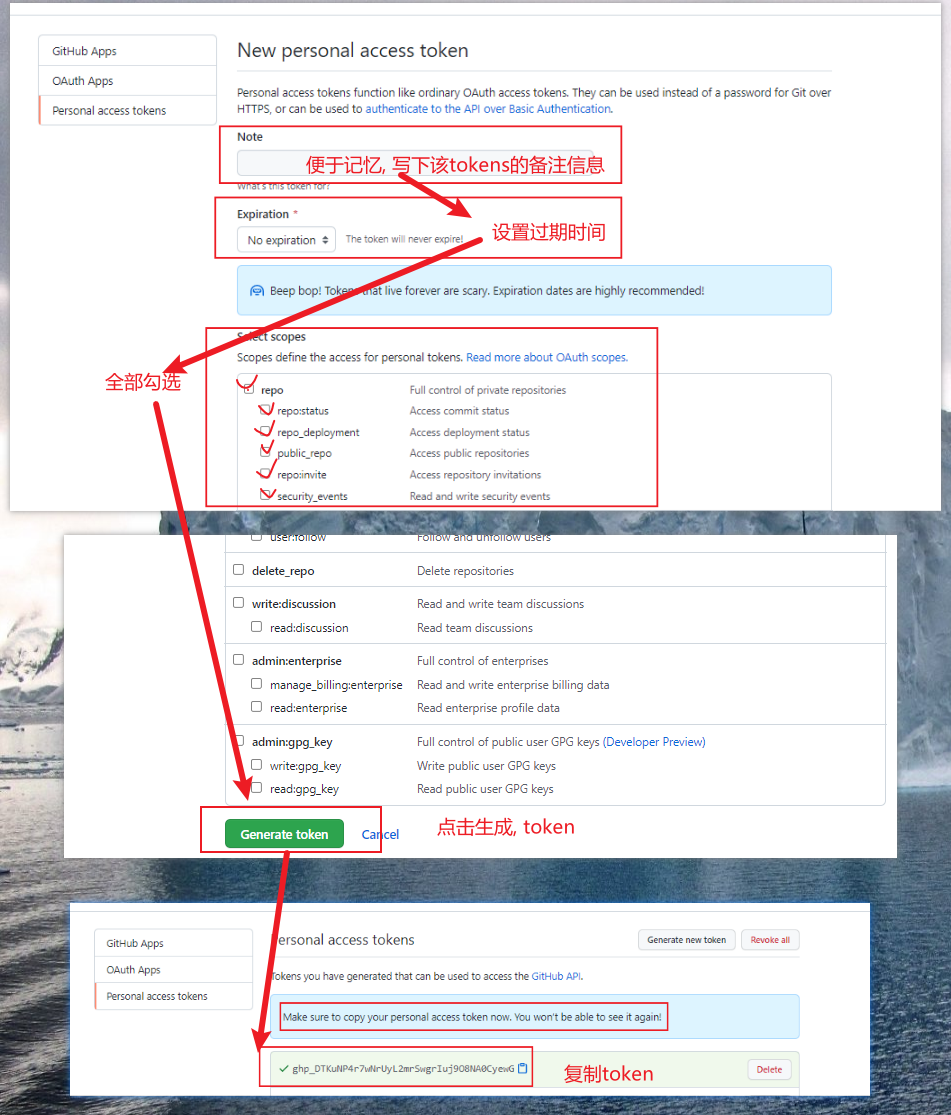 GitHub Apps
OAuth Apps
Personal access tokens
New personal access token
Personal access tokens function like ordinary OAuth access tokens. They can be used instead of a password for Git over
HTTPS, or can be used to authenticate to the API over Basic Authentication.
Note
便于记忆, 写下该tokens的备注信息
What's this token for?
Expiration *
No expiration The token will never expire!
设置过期时间
Beep bop! Tokens that live forever are scary. Expiration dates are highly recommended!
Select scopes
Scopes define the access for personal tokens. Read more about OAuth scopes.
全部勾选
repo Full control of private repositories
repo:status Access commit status
repo_deployment Access deployment status
public_repo Access public repositories
repo:invite Access repository invitations
security_events Read and write security events
user:follow Follow and unfollow users
delete_repo Delete repositories
write:discussion Read and write team discussions
read:discussion Read team discussions
admin:enterprise Full control of enterprises
manage_billing:enterprise Read and write enterprise billing data
read:enterprise Read enterprise profile data
admin:gpg_key Full control of public user GPG keys (Developer Preview)
write:gpg_key Write public user GPG keys
read:gpg_key Read public user GPG keys
Generate token Cancel
点击生成, token
GitHub Apps
OAuth Apps
Personal access tokens
Personal access tokens
Generate new token Revoke all
Tokens you have generated that can be used to access the GitHub API.
Make sure to copy your personal access token now. You won't be able to see it again!
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
复制token
Delete